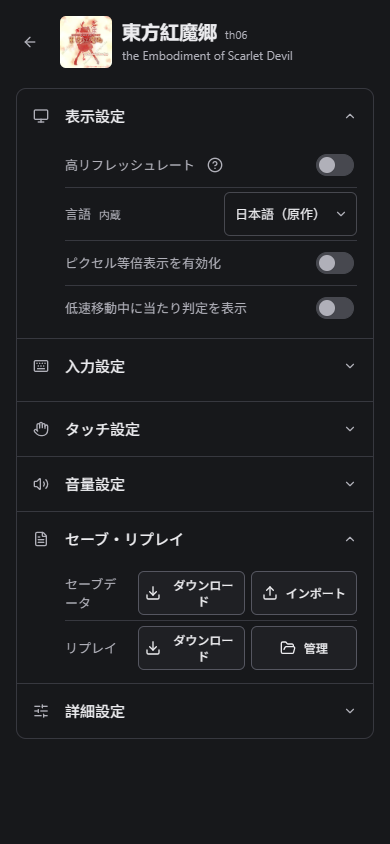 東方紅魔郷 th06
the Embodiment of Scarlet Devil
表示設定
高リフレッシュレート
言語 内蔵 日本語（原作）
ピクセル等倍表示を有効化
低速移動中に当たり判定を表示
入力設定
タッチ設定
音量設定
セーブ・リプレイ
セーブデ
ータ
ダウンロー
ド
インポート
リプレイ
ダウンロー
ド
管理
詳細設定